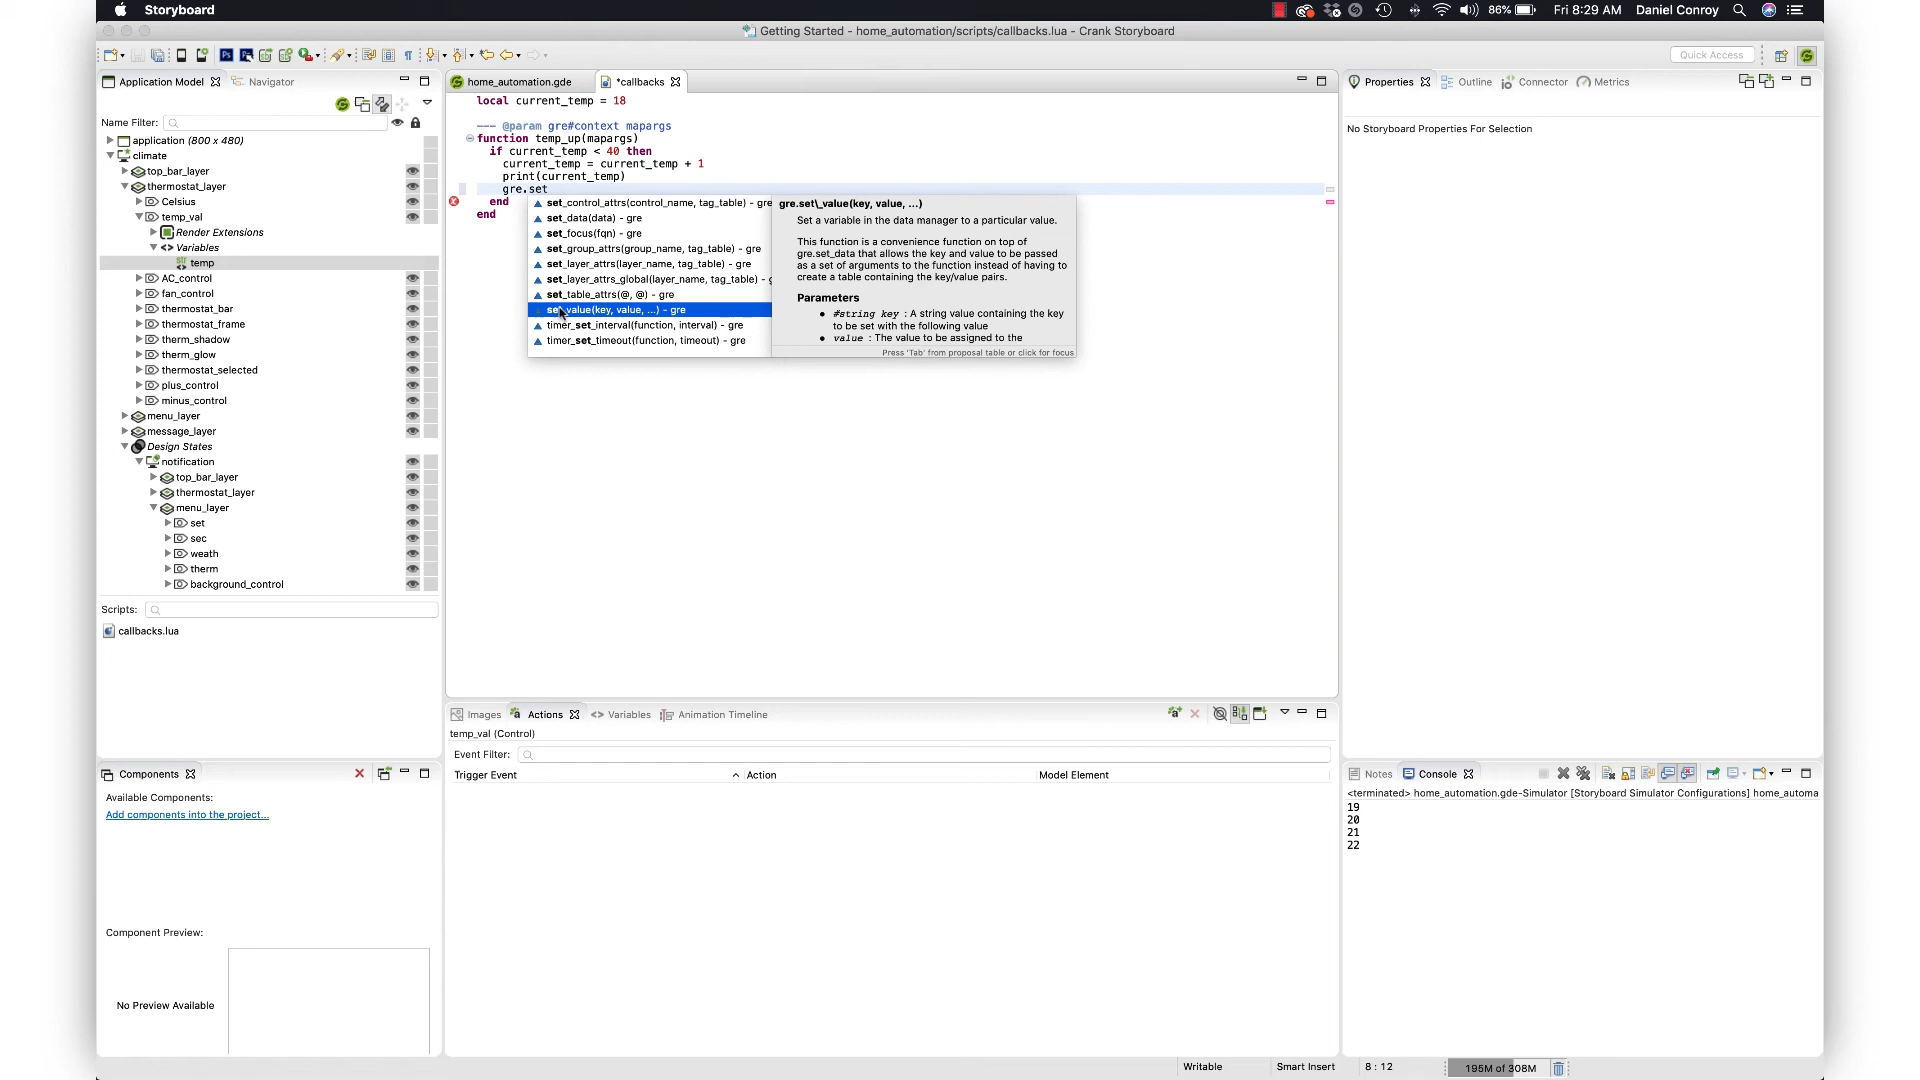 Storyboard
86%
Fri 8:29 AM
Daniel Conroy
Getting Started - home_automation/scripts/callbacks.lua - Crank Storyboard
Quick Access
Application Model
Navigator
Name Filter:
application (800 x 480)
climate
top_bar_layer
thermostat_layer
Celsius
temp_val
Render Extensions
Variables
temp
AC_control
fan_control
thermostat_bar
thermostat_frame
therm_shadow
therm_glow
thermostat_selected
plus_control
minus_control
menu_layer
message_layer
Design States
notification
top_bar_layer
thermostat_layer
menu_layer
set
sec
weath
therm
background_control
Scripts:
callbacks.lua
Components
Available Components:
Add components into the project...
Component Preview:
No Preview Available
home_automation.gde
*callbacks
local current_temp = 18
--- @param gre#context mapargs
function temp_up(mapargs)
if current_temp < 40 then
current_temp = current_temp + 1
print(current_temp)
gre.set
end
end
set_control_attrs(control_name, tag_table) - gre
set_data(data) - gre
set_focus(fqn) - gre
set_group_attrs(group_name, tag_table) - gre
set_layer_attrs(layer_name, tag_table) - gre
set_layer_attrs_global(layer_name, tag_table) - g
set_table_attrs(@, @) - gre
set_value(key, value, ...) - gre
timer_set_interval(function, interval) - gre
timer_set_timeout(function, timeout) - gre
gre.set\_value(key, value, ...)
Set a variable in the data manager to a particular value.
This function is a convenience function on top of
gre.set_data that allows the key and value to be passed
as a set of arguments to the function instead of having to
create a table containing the key/value pairs.
Parameters
• #string key : A string value containing the key
to be set with the following value
• value : The value to be assigned to the
Press 'Tab' from proposal table or click for focus
Images
Actions
Variables
Animation Timeline
temp_val (Control)
Event Filter:
Trigger Event
Action
Model Element
Properties
Outline
Connector
Metrics
No Storyboard Properties For Selection
Notes
Console
<terminated> home_automation.gde-Simulator [Storyboard Simulator Configurations] home_automa
19
20
21
22
Writable
Smart Insert
8 : 12
195M of 308M